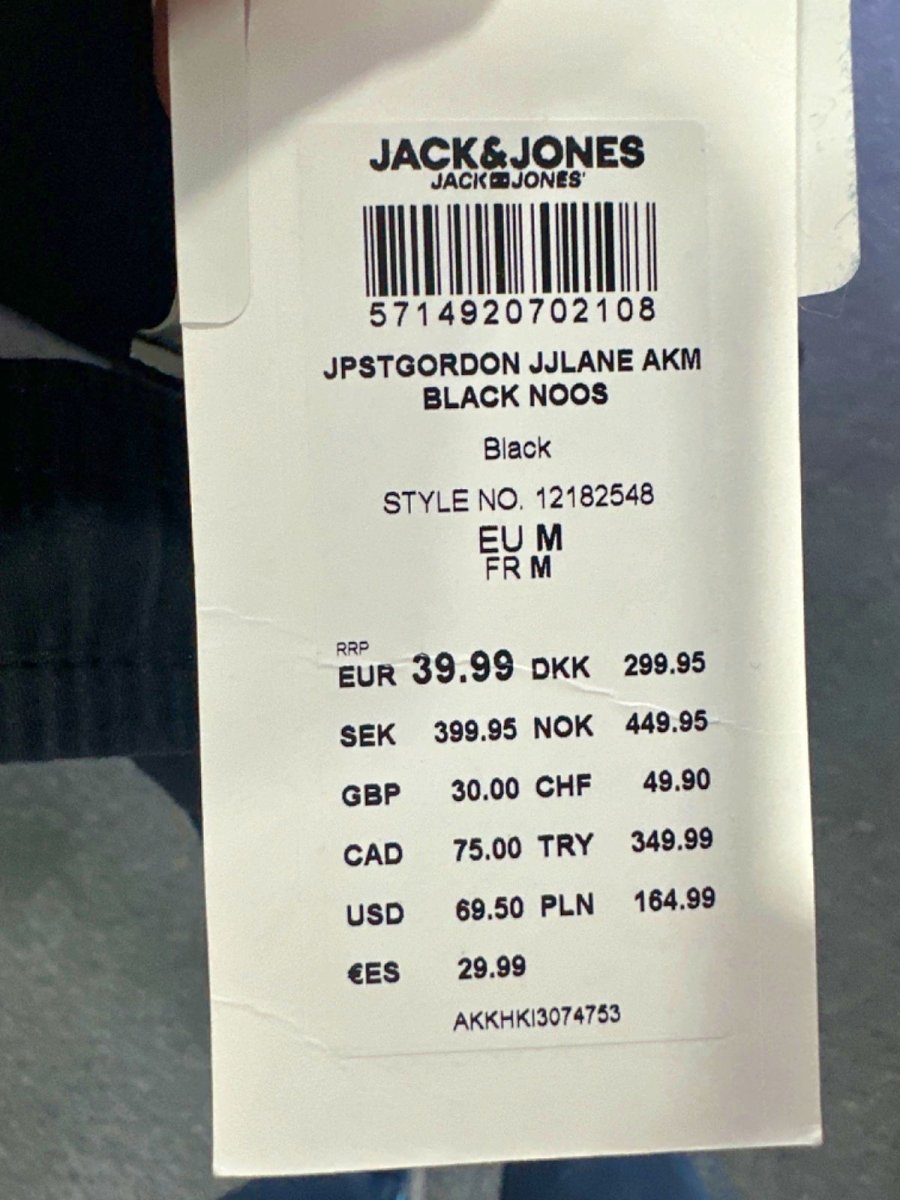 JACK&JONES
JACK JONES'
5714920702108
JPSTGORDON JJLANE AKM
BLACK NOOS
Black
STYLE NO. 12182548
EU M
FR M
RRP
EUR 39.99 DKK 299.95
SEK 399.95 NOK 449.95
GBP 30.00 CHF 49.90
CAD 75.00 TRY 349.99
USD 69.50 PLN 164.99
€ES 29.99
AKKHKI3074753